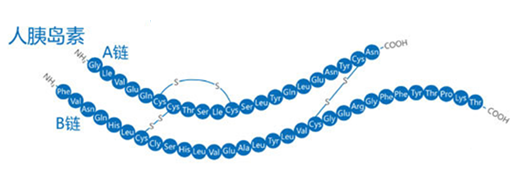 人胰岛素
A链
NH₂ Gly Lle Val Glu Gln Cys Cys Thr Ser Lle Cys Ser Leu Tyr Gln Leu Glu Asn Tyr Cys Asn COOH
S S
S S
S S
NH₂ Phe Val Asn Gln His Leu Cys Cly Ser His Leu Val Glu Ala Leu Tyr Leu Val Cys Gly Glu Arg Gly Phe Phe Tyr Thr Pro Lys Thr COOH
B链